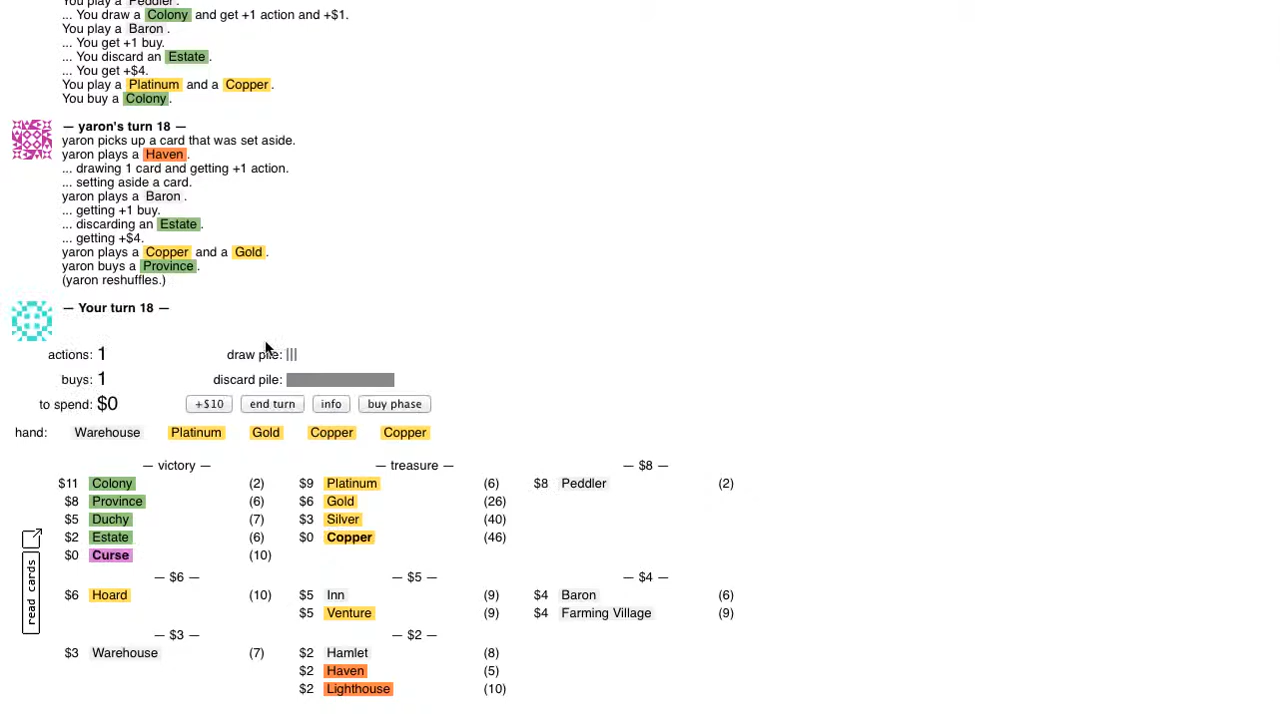 You play a Peddler.
... You draw a Colony and get +1 action and +$1.
You play a Baron.
... You get +1 buy.
... You discard an Estate.
... You get +$4.
You play a Platinum and a Copper.
You buy a Colony.
— yaron's turn 18 —
yaron picks up a card that was set aside.
yaron plays a Haven.
... drawing 1 card and getting +1 action.
... setting aside a card.
yaron plays a Baron.
... getting +1 buy.
... discarding an Estate.
... getting +$4.
yaron plays a Copper and a Gold.
yaron buys a Province.
(yaron reshuffles.)
— Your turn 18 —
actions: 1 draw pile:
buys: 1 discard pile:
to spend: $0 +$10 end turn info buy phase
hand: Warehouse Platinum Gold Copper Copper
— victory — — treasure — — $8 —
$11 Colony (2) $9 Platinum (6) $8 Peddler (2)
$8 Province (6) $6 Gold (26)
$5 Duchy (7) $3 Silver (40)
$2 Estate (6) $0 Copper (46)
$0 Curse (10)
— $6 — — $5 — — $4 —
$6 Hoard (10) $5 Inn (9) $4 Baron (6)
$5 Venture (9) $4 Farming Village (9)
— $3 — — $2 —
$3 Warehouse (7) $2 Hamlet (8)
$2 Haven (5)
$2 Lighthouse (10)
read cards